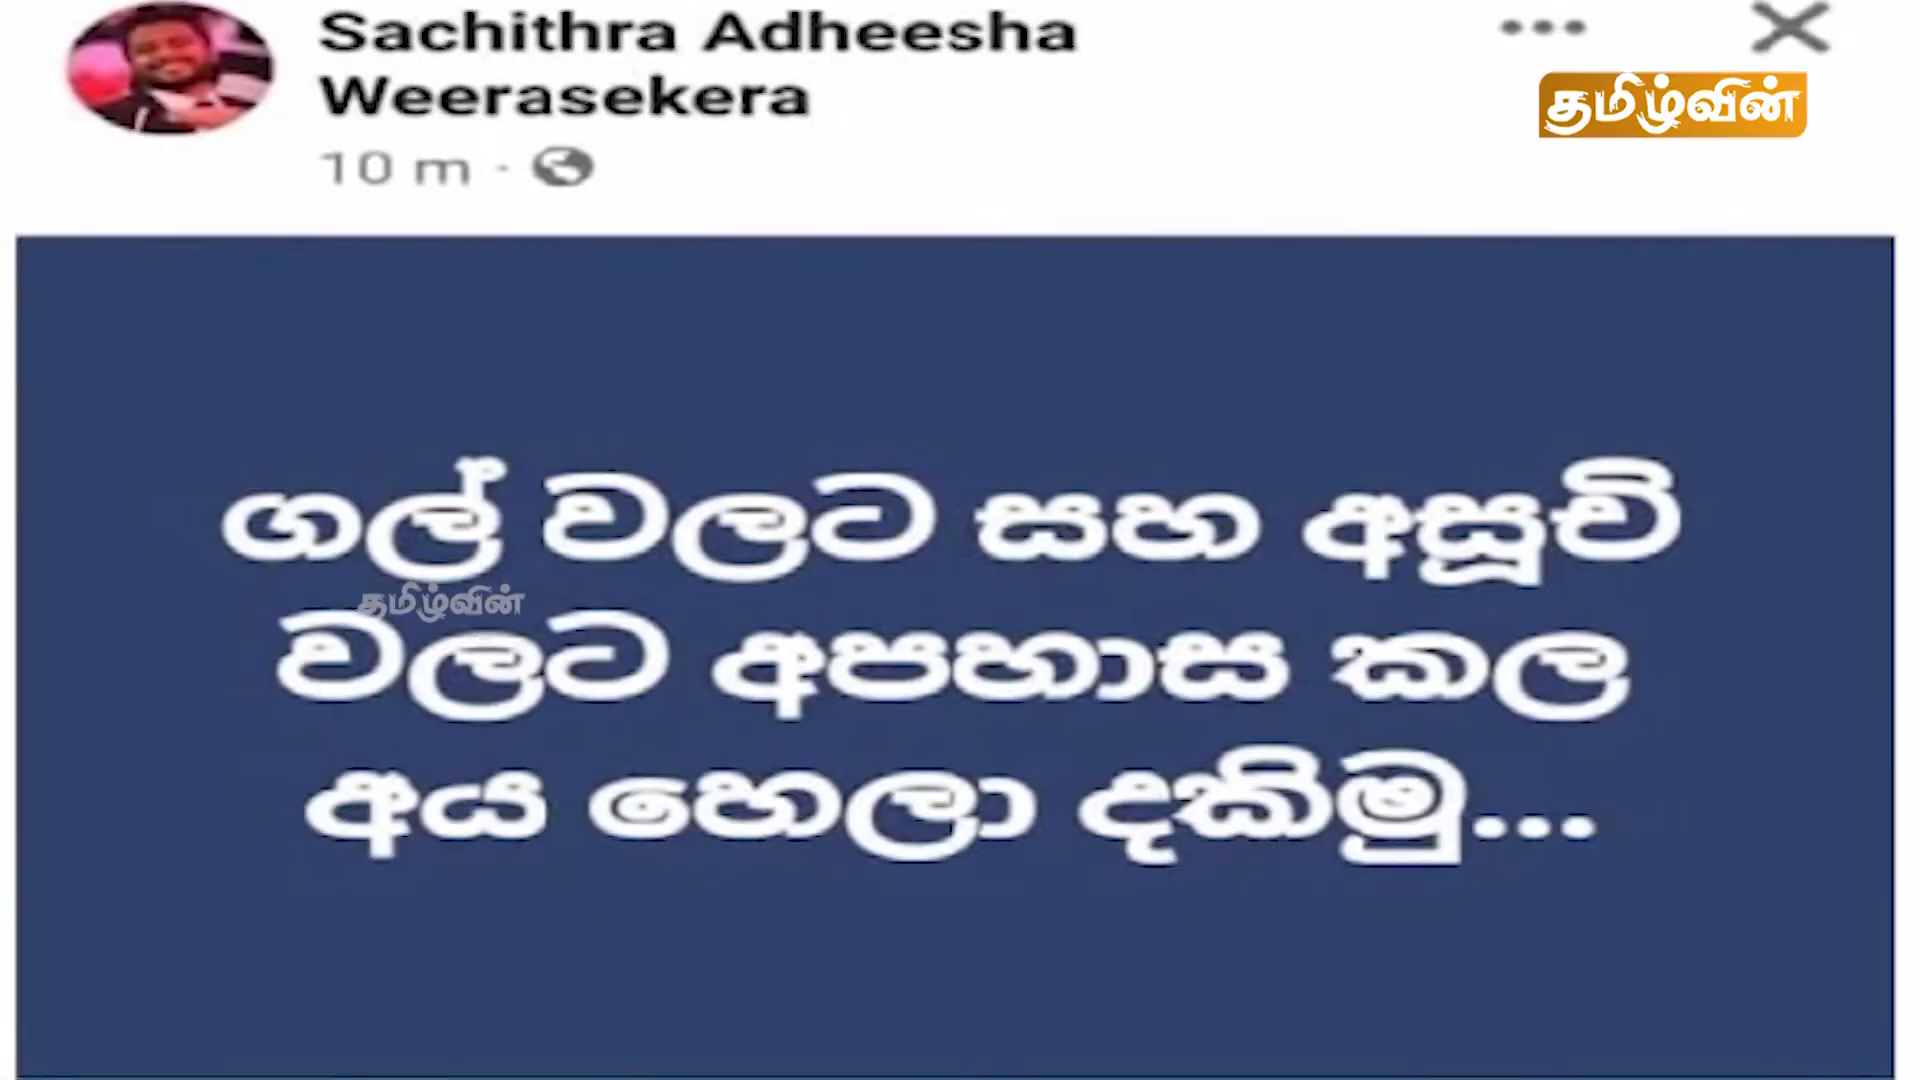 Sachithra Adheesha
Weerasekera
தமிழ்வின்
10 m ·
ගල් වලට සහ අසූචි
தமிழ்வின்
වලට අපහාස කල
අය හෙලා දකිමු...